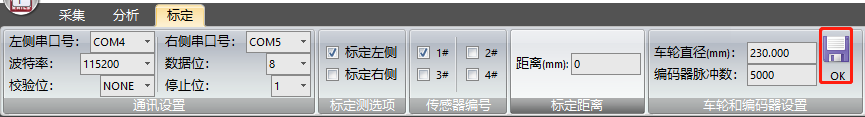 采集 分析 标定
左侧串口号： COM4 右侧串口号： COM5
波特率： 115200 数据位： 8
校验位： NONE 停止位： 1
通讯设置
标定左侧
标定右侧
标定测选项
1# 2#
3# 4#
传感器编号
距离(mm): 0
标定距离
车轮直径(mm): 230.000
编码器脉冲数： 5000
OK
车轮和编码器设置